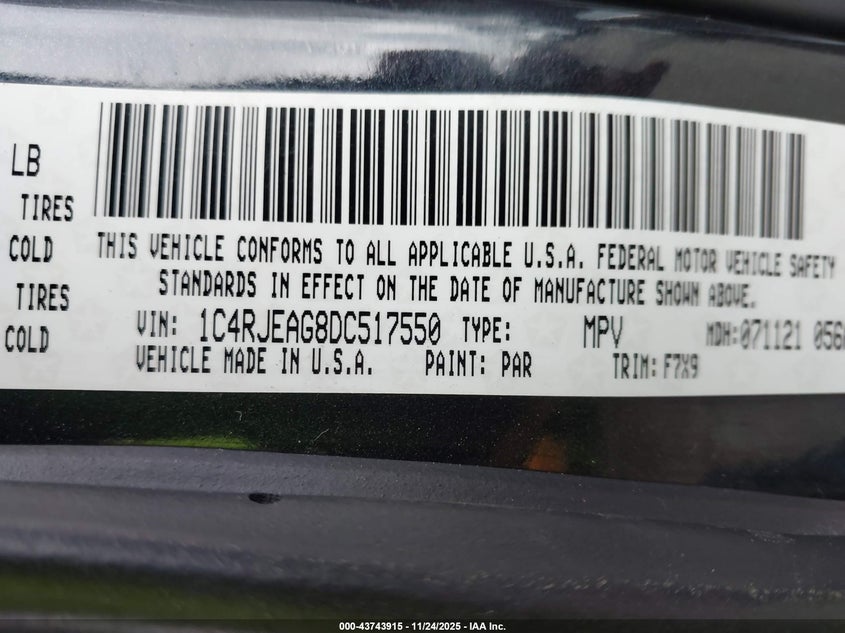 LB
TIRES
COLD
TIRES
COLD
THIS VEHICLE CONFORMS TO ALL APPLICABLE U.S.A. FEDERAL MOTOR VEHICLE SAFETY
STANDARDS IN EFFECT ON THE DATE OF MANUFACTURE SHOWN ABOVE.
VIN: 1C4RJEAG8DC517550 TYPE: MPV MDH:071121 056
VEHICLE MADE IN U.S.A. PAINT: PAR TRIM: F7X9
000-43743915 - 11/24/2025 - IAA Inc.